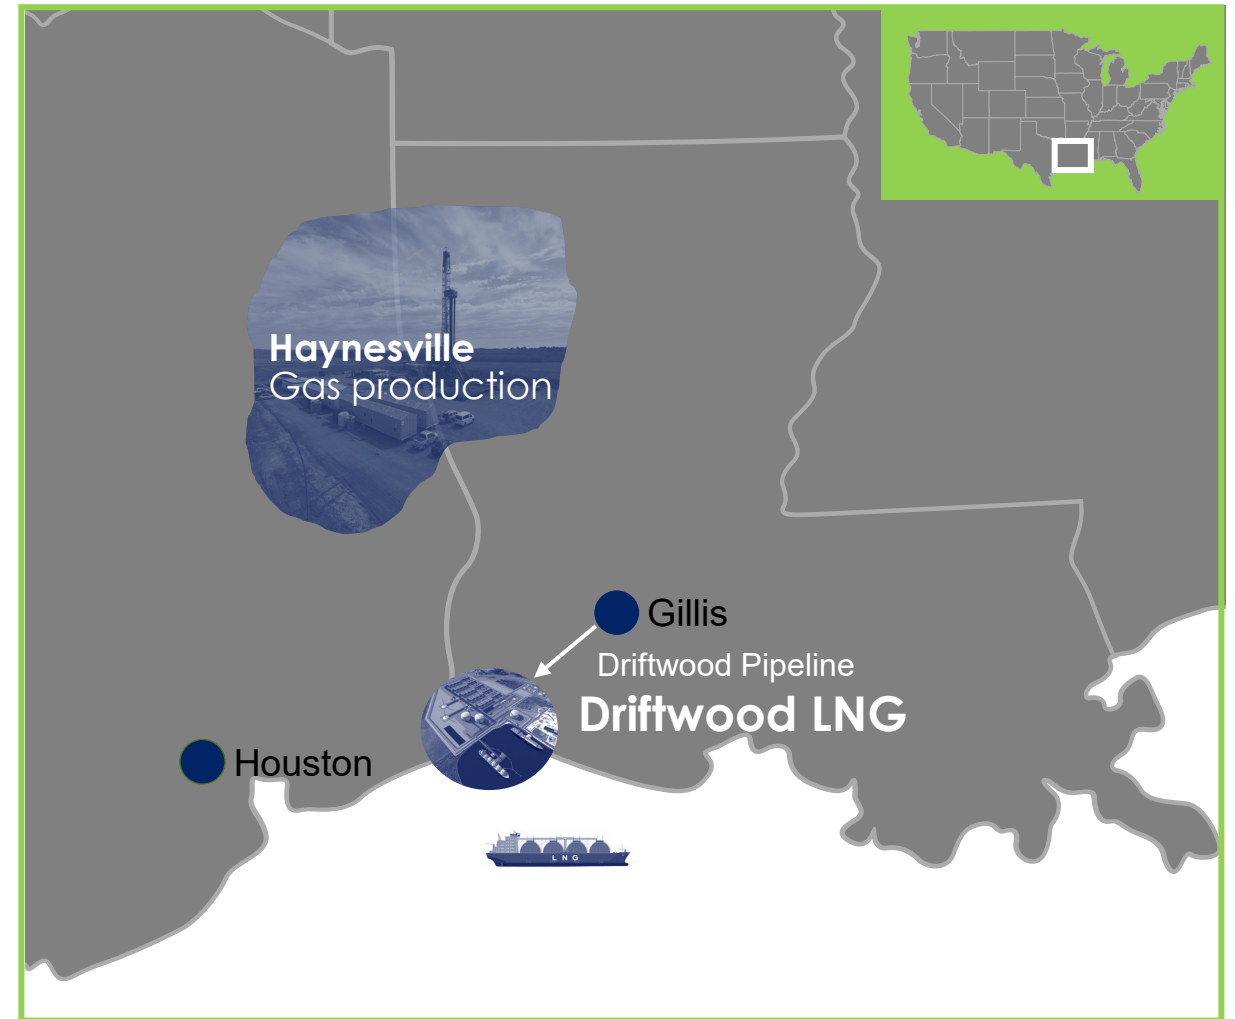 Haynesville
Gas production
Gillis
Driftwood Pipeline
Driftwood LNG
Houston
LNG